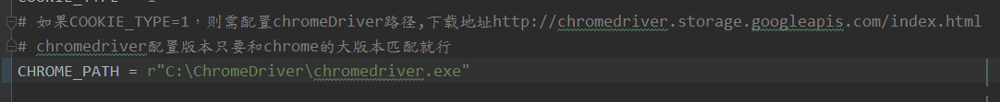 # 如果COOKIE_TYPE=1，则需配置chromeDriver路径,下载地址http://chromedriver.storage.googleapis.com/index.html
# chromedriver配置版本只要和chrome的大版本匹配就行
CHROME_PATH = r"C:\ChromeDriver\chromedriver.exe"